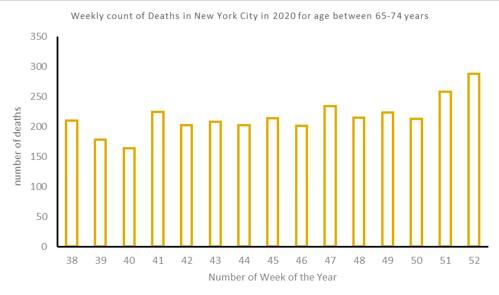 Weekly count of Deaths in New York City in 2020 for age between 65-74 years
350
300
250
200
150
100
50
0
number of deaths
38 39 40 41 42 43 44 45 46 47 48 49 50 51 52
Number of Week of the Year